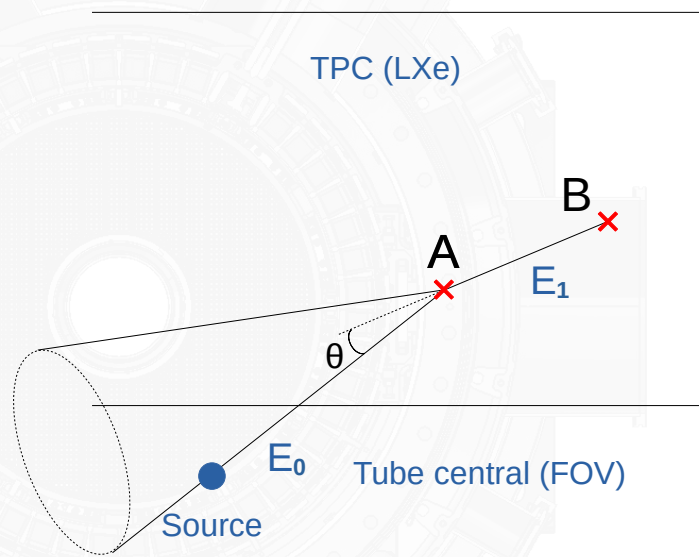 TPC (LXe)
B
A
E₁
θ
E₀
Tube central (FOV)
Source